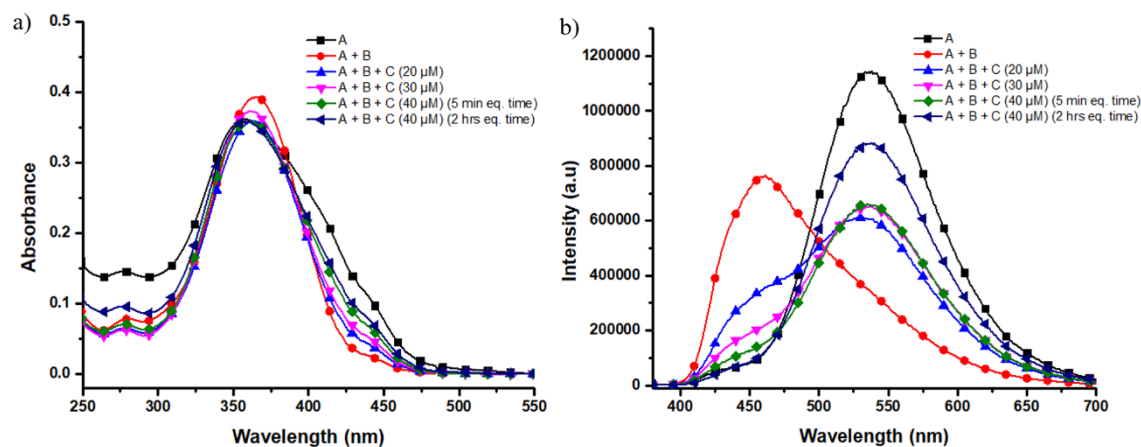 a)
0.5
0.4
0.3
0.2
0.1
0.0
Absorbance
250 300 350 400 450 500 550
Wavelength (nm)
A
A + B
A + B + C (20 µM)
A + B + C (30 µM)
A + B + C (40 µM) (5 min eq. time)
A + B + C (40 µM) (2 hrs eq. time)
b)
1200000
1000000
800000
600000
400000
200000
0
Intensity (a.u)
400 450 500 550 600 650 700
Wavelength (nm)
A
A + B
A + B + C (20 µM)
A + B + C (30 µM)
A + B + C (40 µM) (5 min eq. time)
A + B + C (40 µM) (2 hrs eq. time)